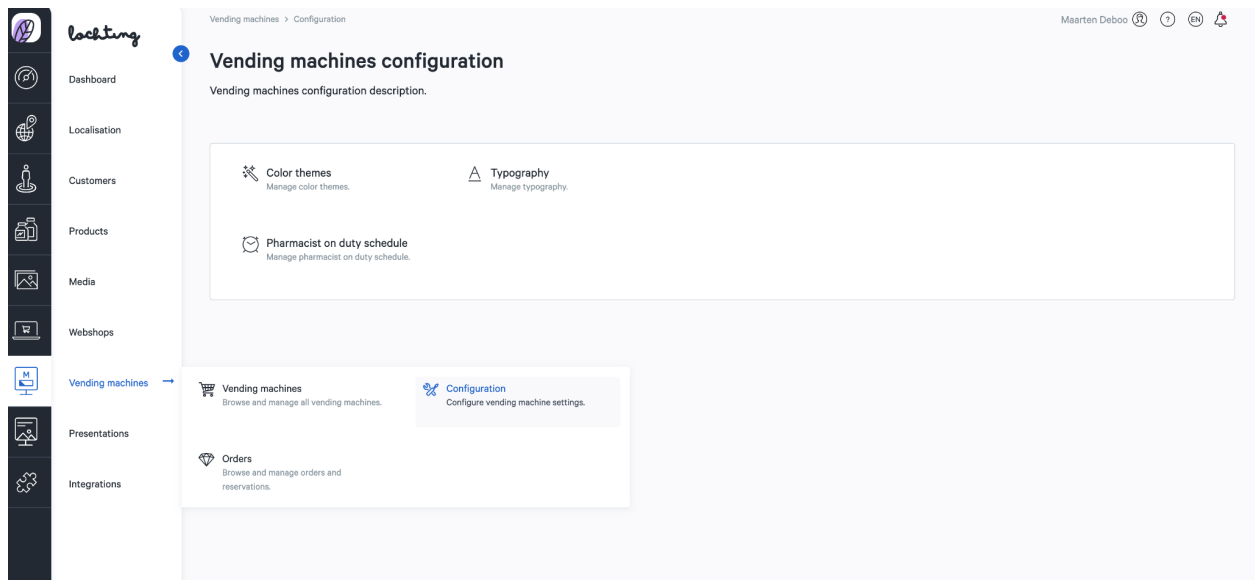 lochting
Vending machines > Configuration
Maarten Deboo
?
EN
Vending machines configuration
Vending machines configuration description.
Dashboard
Localisation
Customers
Products
Media
Webshops
Vending machines →
Presentations
Integrations
Color themes
Manage color themes.
A Typography
Manage typography.
Pharmacist on duty schedule
Manage pharmacist on duty schedule.
M
Vending machines
Browse and manage all vending machines.
Configuration
Configure vending machine settings.
Orders
Browse and manage orders and
reservations.